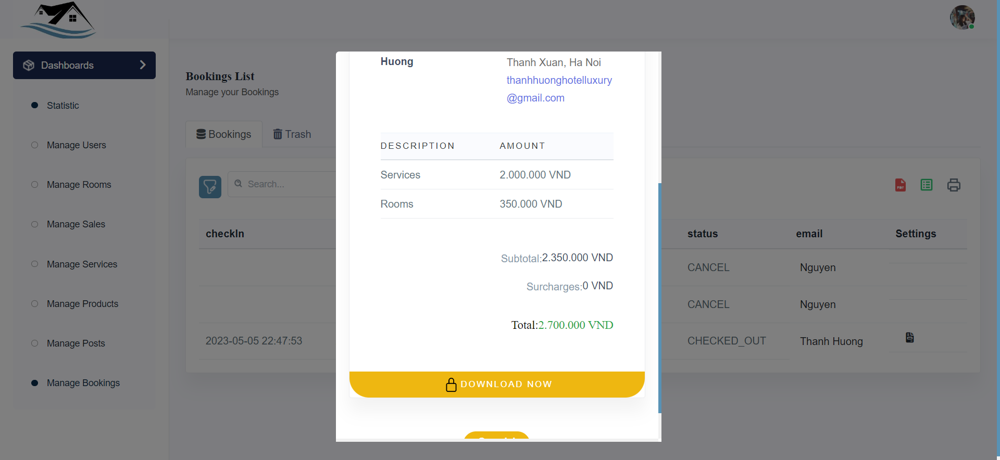 Dashboards
Statistic
Manage Users
Manage Rooms
Manage Sales
Manage Services
Manage Products
Manage Posts
Manage Bookings
Bookings List
Manage your Bookings
Bookings
Trash
Search...
PDF
checkIn
status
email
Settings
CANCEL
Nguyen
CANCEL
Nguyen
2023-05-05 22:47:53
CHECKED_OUT
Thanh Huong
Huong
Thanh Xuan, Ha Noi
thanhhuonghotelluxury
@gmail.com
DESCRIPTION
AMOUNT
Services
2.000.000 VND
Rooms
350.000 VND
Subtotal:2.350.000 VND
Surcharges:0 VND
Total:2.700.000 VND
DOWNLOAD NOW